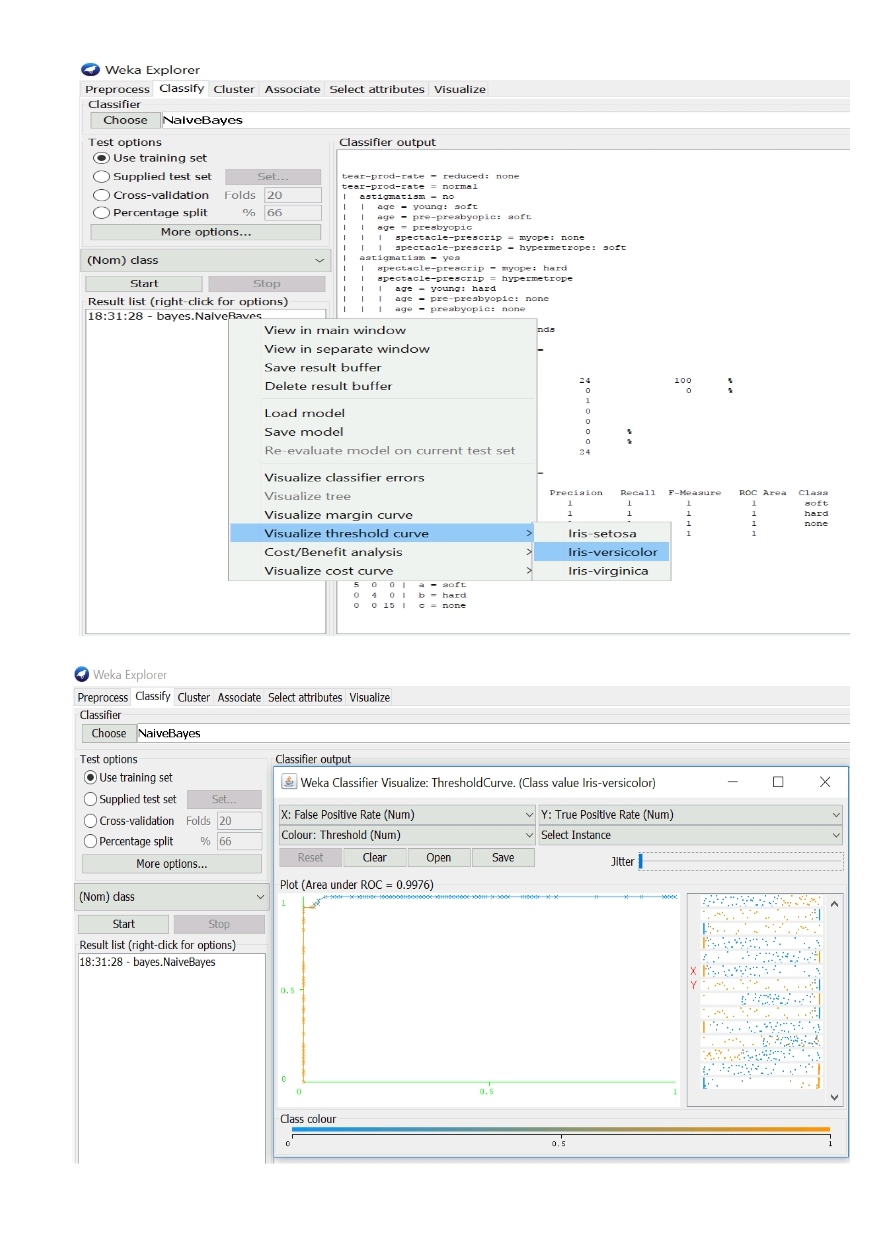 Weka Explorer
Preprocess Classify Cluster Associate Select attributes Visualize
Classifier
Choose NaiveBayes
Test options
Use training set
Supplied test set Set...
Cross-validation Folds 20
Percentage split % 66
More options...
(Nom) class
Start Stop
Result list (right-click for options)
18:31:28 - bayes.NaiveBayes
Classifier output
tear-prod-rate = reduced: none
tear-prod-rate = normal
| astigmatism = no
| | age = young: soft
| | age = pre-presbyopic: soft
| | age = presbyopic
| | | spectacle-prescrip = myope: none
| | | spectacle-prescrip = hypermetrope: soft
| astigmatism = yes
| | spectacle-prescrip = myope: hard
| | spectacle-prescrip = hypermetrope
| | | age = young: hard
| | | age = pre-presbyopic: none
| | | age = presbyopic: none
nds
=
24 100 %
0 0 %
1
0
0
0 %
0 %
24
=
Precision Recall F-Measure ROC Area Class
1 1 1 1 soft
1 1 1 1 hard
1 1 1 1 none
1 1
5 0 0 | a = soft
0 4 0 | b = hard
0 0 15 | c = none
View in main window
View in separate window
Save result buffer
Delete result buffer
Load model
Save model
Re-evaluate model on current test set
Visualize classifier errors
Visualize tree
Visualize margin curve
Visualize threshold curve >
Cost/Benefit analysis >
Visualize cost curve >
Iris-setosa
Iris-versicolor
Iris-virginica
Weka Explorer
Preprocess Classify Cluster Associate Select attributes Visualize
Classifier
Choose NaiveBayes
Test options
Use training set
Supplied test set Set...
Cross-validation Folds 20
Percentage split % 66
More options...
(Nom) class
Start Stop
Result list (right-click for options)
18:31:28 - bayes.NaiveBayes
Classifier output
Weka Classifier Visualize: ThresholdCurve. (Class value Iris-versicolor)
X: False Positive Rate (Num) Y: True Positive Rate (Num)
Colour: Threshold (Num) Select Instance
Reset Clear Open Save Jitter
Plot (Area under ROC = 0.9976)
1
0.5
0
0 0.5 1
X
Y
Class colour
0 0.5 1